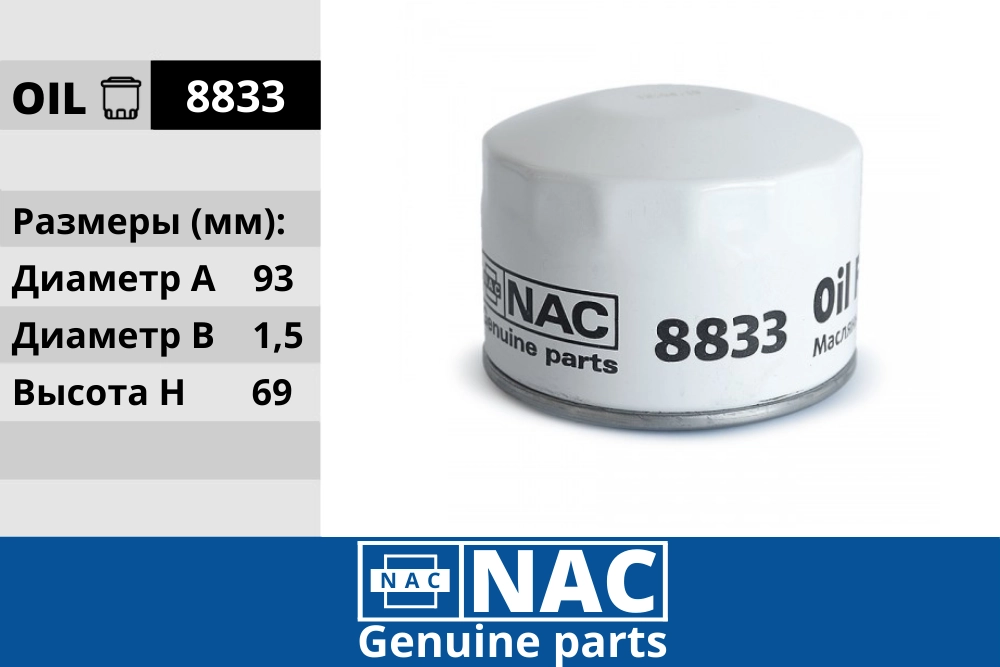 OIL 8833
Размеры (мм):
Диаметр A 93
Диаметр B 1,5
Высота H 69
NAC NAC
Genuine parts
8833
Oil
NAC NAC
Genuine parts